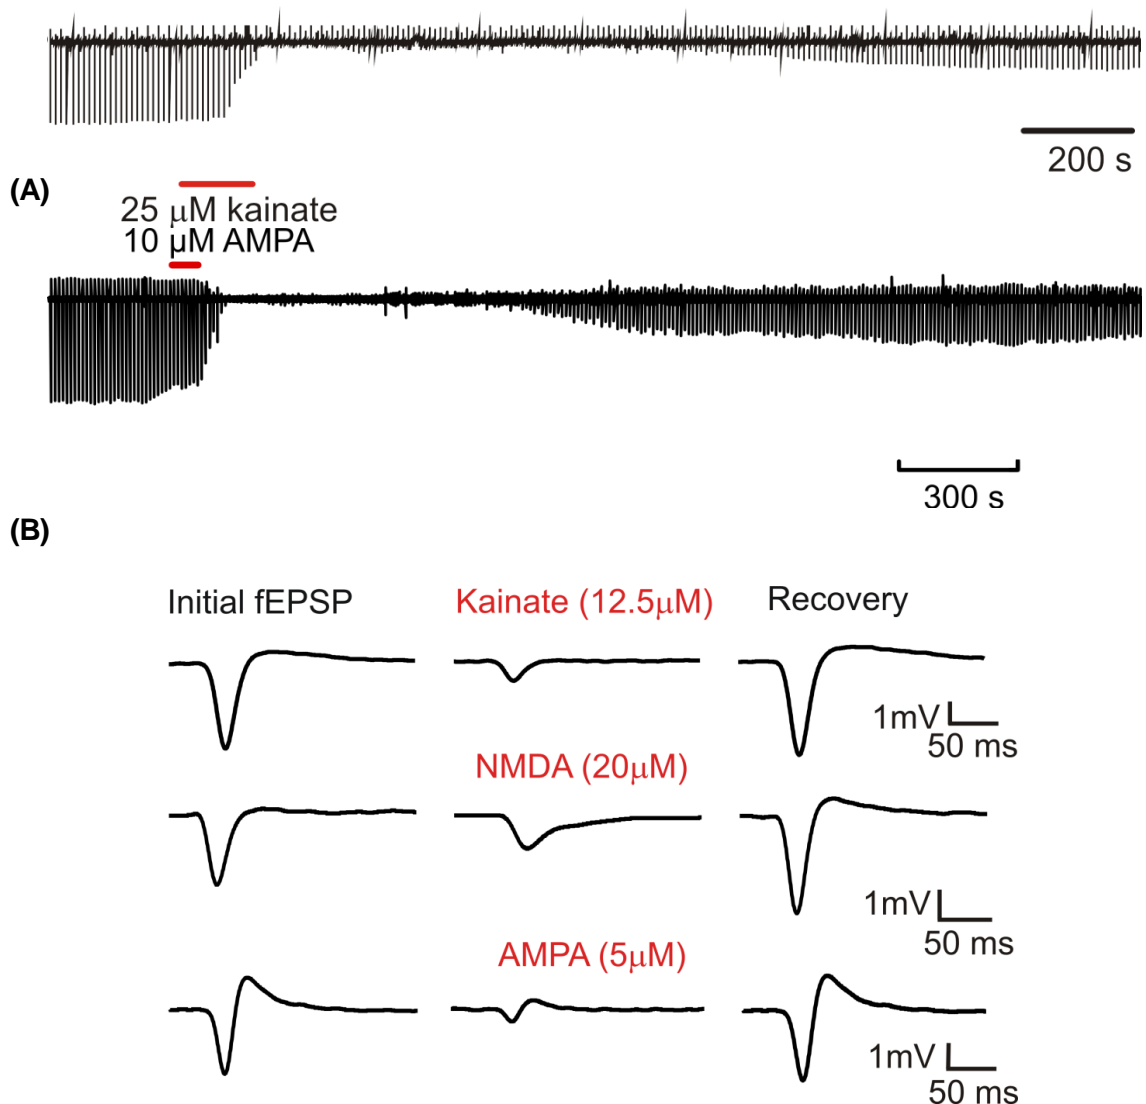 200 s
(A)
25 μM kainate
10 µM AMPA
300 s
(B)
Initial fEPSP
Kainate (12.5μM)
Recovery
1mV
50 ms
NMDA (20μM)
1mV
50 ms
AMPA (5μM)
1mV
50 ms